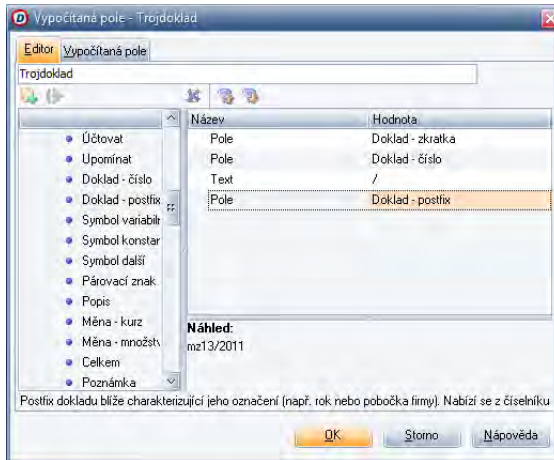 Vypočítaná pole - Trojdoklad
Editor Vypočítaná pole
Trojdoklad
Název Hodnota
Účtovat
Upomínat
Doklad - číslo
Doklad - postfix
Symbol variabiln
Symbol konstan
Symbol další
Párovací znak
Popis
Měna - kurz
Měna - množstv
Celkem
Poznámka
Pole Doklad - zkratka
Pole Doklad - číslo
Text /
Pole Doklad - postfix
Náhled:
mz13/2011
Postfix dokladu blíže charakterizující jeho označení (např. rok nebo pobočka firmy). Nabízí se z číselníku
OK Storno Nápověda